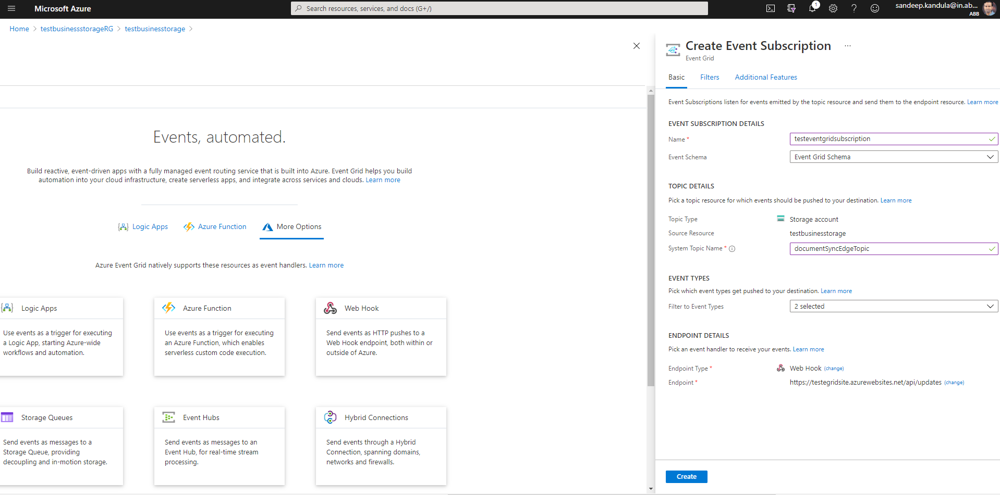 Microsoft Azure
Search resources, services, and docs (G+/)
1
sandeep.kandula@in.ab...
ABB
Home > testbusinessstorageRG > testbusinesstorage >
Events, automated.
Build reactive, event-driven apps with a fully managed event routing service that is built into Azure. Event Grid helps you build
automation into your cloud infrastructure, create serverless apps, and integrate across services and clouds. Learn more
Logic Apps
Azure Function
More Options
Azure Event Grid natively supports these resources as event handlers. Learn more
Logic Apps
Use events as a trigger for executing
a Logic App, starting Azure-wide
workflows and automation.
Azure Function
Use events as a trigger for executing
an Azure Function, which enables
serverless custom code execution.
Web Hook
Send events as HTTP pushes to a
Web Hook endpoint, both within or
outside of Azure.
Storage Queues
Send events as messages to a
Storage Queue, providing
decoupling and in-motion storage.
Event Hubs
Send events as messages to an
Event Hub, for real-time stream
processing.
Hybrid Connections
Send events through a Hybrid
Connection, spanning domains,
networks and firewalls.
Create Event Subscription ...
Event Grid
Basic
Filters
Additional Features
Event Subscriptions listen for events emitted by the topic resource and send them to the endpoint resource. Learn more
EVENT SUBSCRIPTION DETAILS
Name * testeventgridsubscription
Event Schema Event Grid Schema
TOPIC DETAILS
Pick a topic resource for which events should be pushed to your destination. Learn more
Topic Type Storage account
Source Resource testbusinesstorage
System Topic Name * documentSyncEdgeTopic
EVENT TYPES
Pick which event types get pushed to your destination. Learn more
Filter to Event Types 2 selected
ENDPOINT DETAILS
Pick an event handler to receive your events. Learn more
Endpoint Type * Web Hook (change)
Endpoint * https://testegridsite.azurewebsites.net/api/updates (change)
Create